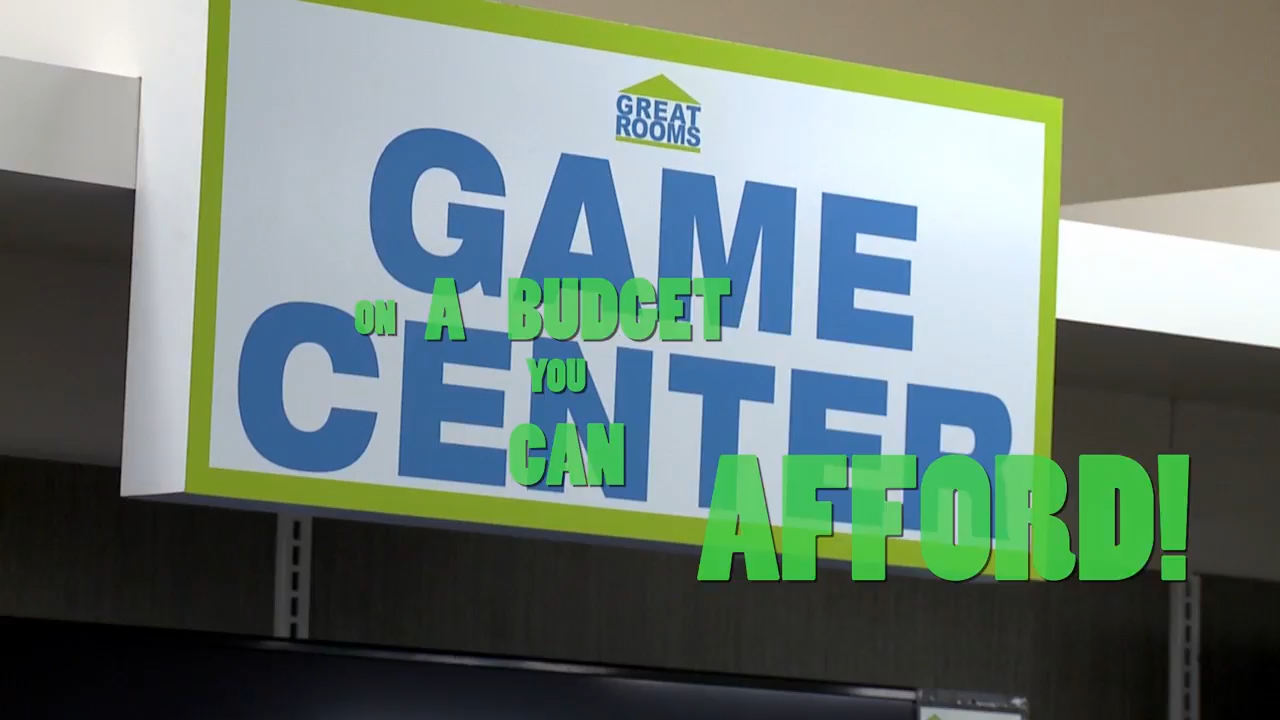 GREAT
ROOMS
GAME
CENTER
ON A BUDGET
YOU
CAN
AFFORD!